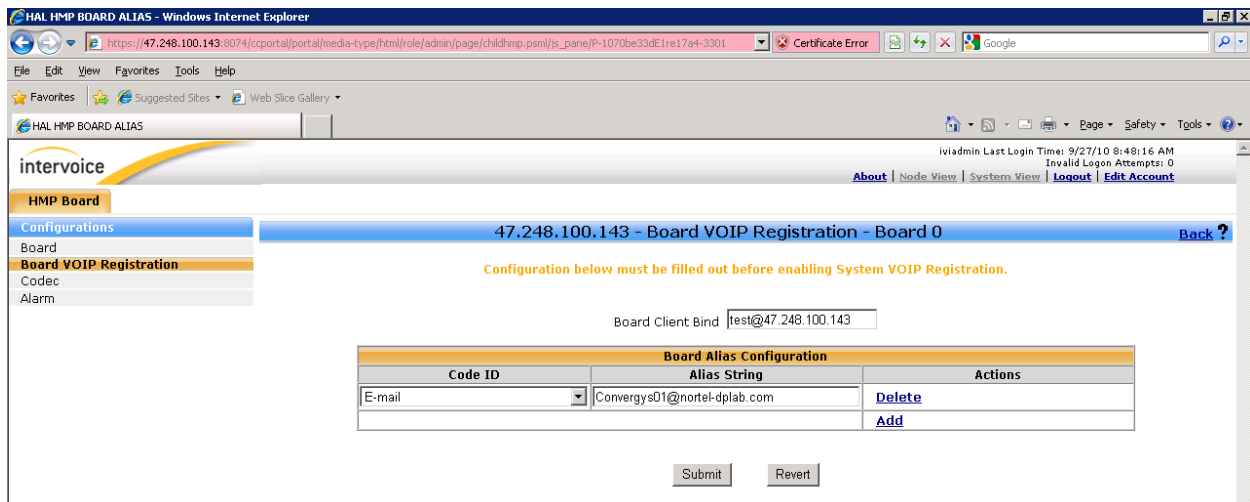 HAL HMP BOARD ALIAS - Windows Internet Explorer
https://47.248.100.143:8074/ccportal/portal/media-type/html/role/admin/page/childhmp.psml/js_pane/P-1070be33dE1re17a4-3301 Certificate Error Google
File Edit View Favorites Tools Help
Favorites Suggested Sites Web Slice Gallery
HAL HMP BOARD ALIAS Page Safety Tools
intervoice
iviadmin Last Login Time: 9/27/10 8:48:16 AM
Invalid Logon Attempts: 0
About | Node View | System View | Logout | Edit Account
HMP Board
Configurations
Board
Board VOIP Registration
Codec
Alarm
47.248.100.143 - Board VOIP Registration - Board 0
Back ?
Configuration below must be filled out before enabling System VOIP Registration.
Board Client Bind test@47.248.100.143
Board Alias Configuration
Code ID Alias String Actions
E-mail Convergys01@nortel-dplab.com Delete
Add
Submit Revert